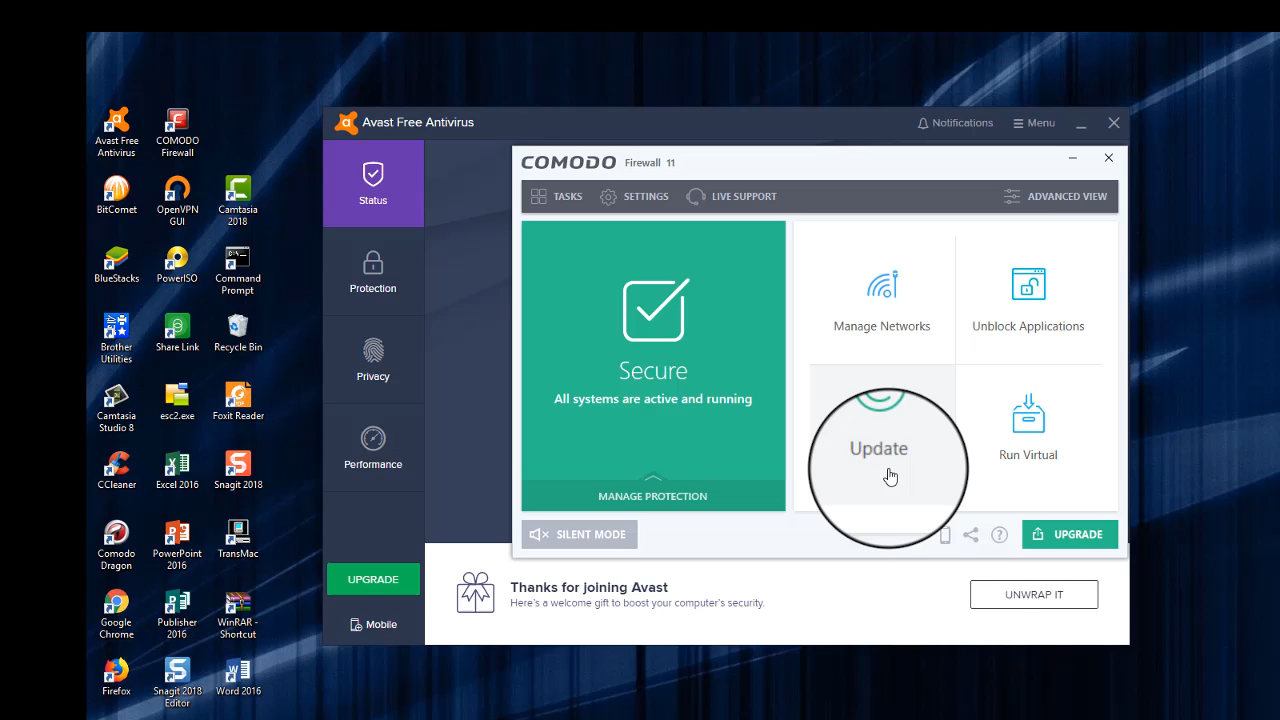 Avast Free
Antivirus
COMODO
Firewall
BitComet
OpenVPN
GUI
Camtasia
2018
BlueStacks
PowerISO
Command
Prompt
Brother
Utilities
Share Link
Recycle Bin
Camtasia
Studio 8
esc2.exe
Foxit Reader
CCleaner
Excel 2016
Snagit 2018
Comodo
Dragon
PowerPoint
2016
TransMac
Google
Chrome
Publisher
2016
WinRAR -
Shortcut
Firefox
Snagit 2018
Editor
Word 2016
Avast Free Antivirus
Notifications
Menu
Status
Protection
Privacy
Performance
UPGRADE
Mobile
COMODO Firewall 11
TASKS SETTINGS LIVE SUPPORT ADVANCED VIEW
Secure
All systems are active and running
MANAGE PROTECTION
Manage Networks
Unblock Applications
Update
Run Virtual
SILENT MODE
UPGRADE
Thanks for joining Avast
Here's a welcome gift to boost your computer's security.
UNWRAP IT